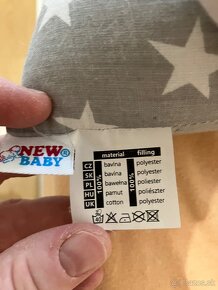 NEW®
BABY
material filling
CZ bavlna polyester
SK bavlna polyester
PL 100% bawełna 100% poliester
HU pamut poliészter
UK cotton polyester